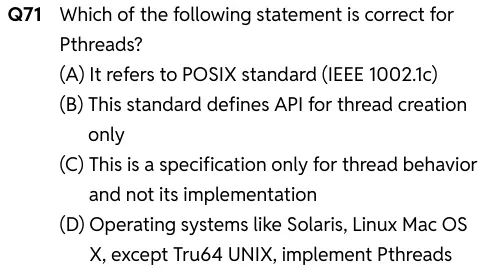 Q71 Which of the following statement is correct for
Pthreads?
(A) It refers to POSIX standard (IEEE 1002.1c)
(B) This standard defines API for thread creation
only
(C) This is a specification only for thread behavior
and not its implementation
(D) Operating systems like Solaris, Linux Mac OS
X, except Tru64 UNIX, implement Pthreads